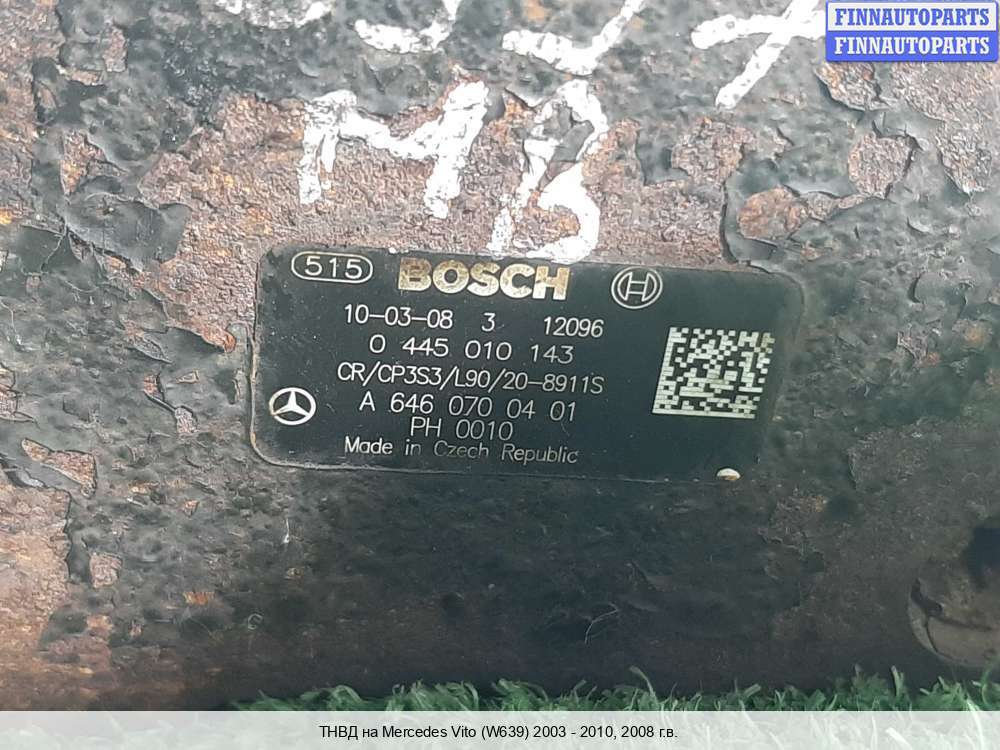 FINNAUTOPARTS
FINNAUTOPARTS
MB
515 BOSCH
10-03-08 3 12096
0 445 010 143
CR/CP3S3/L90/20-8911S
A 646 070 04 01
PH 0010
Made in Czech Republic
ТНВД на Mercedes Vito (W639) 2003 - 2010, 2008 г.в.